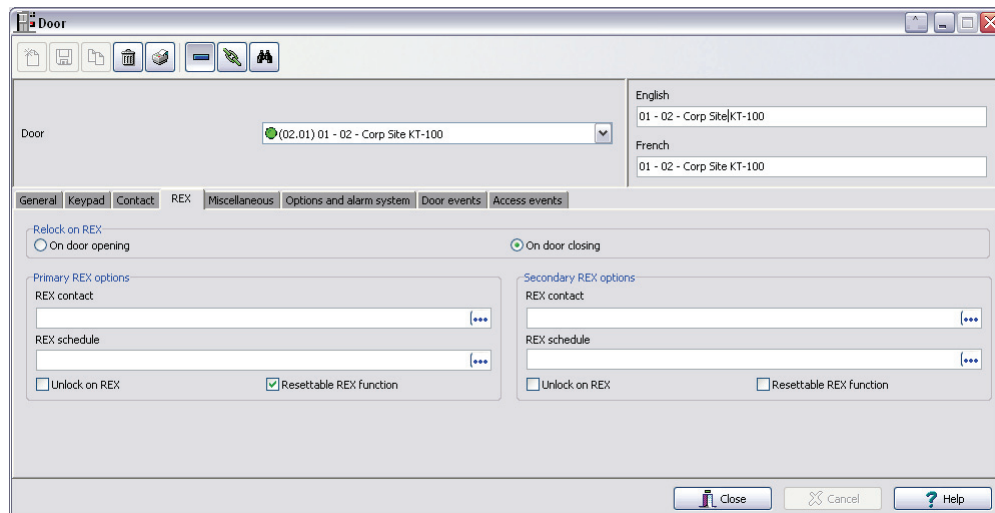 Door
English
01 - 02 - Corp Site KT-100
Door
(02.01) 01 - 02 - Corp Site KT-100
French
01 - 02 - Corp Site KT-100
General Keypad Contact REX Miscellaneous Options and alarm system Door events Access events
Relock on REX
On door opening On door closing
Primary REX options Secondary REX options
REX contact REX contact
REX schedule REX schedule
Unlock on REX Resettable REX function Unlock on REX Resettable REX function
Close Cancel Help